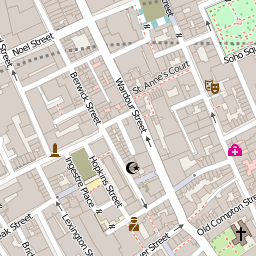 Noel Street
Soho Squ
St. Anne's Court
Berwick Street
Wardour Street
Hopkins Street
Ingestre Place
Lexington
Street
Old Compton Street